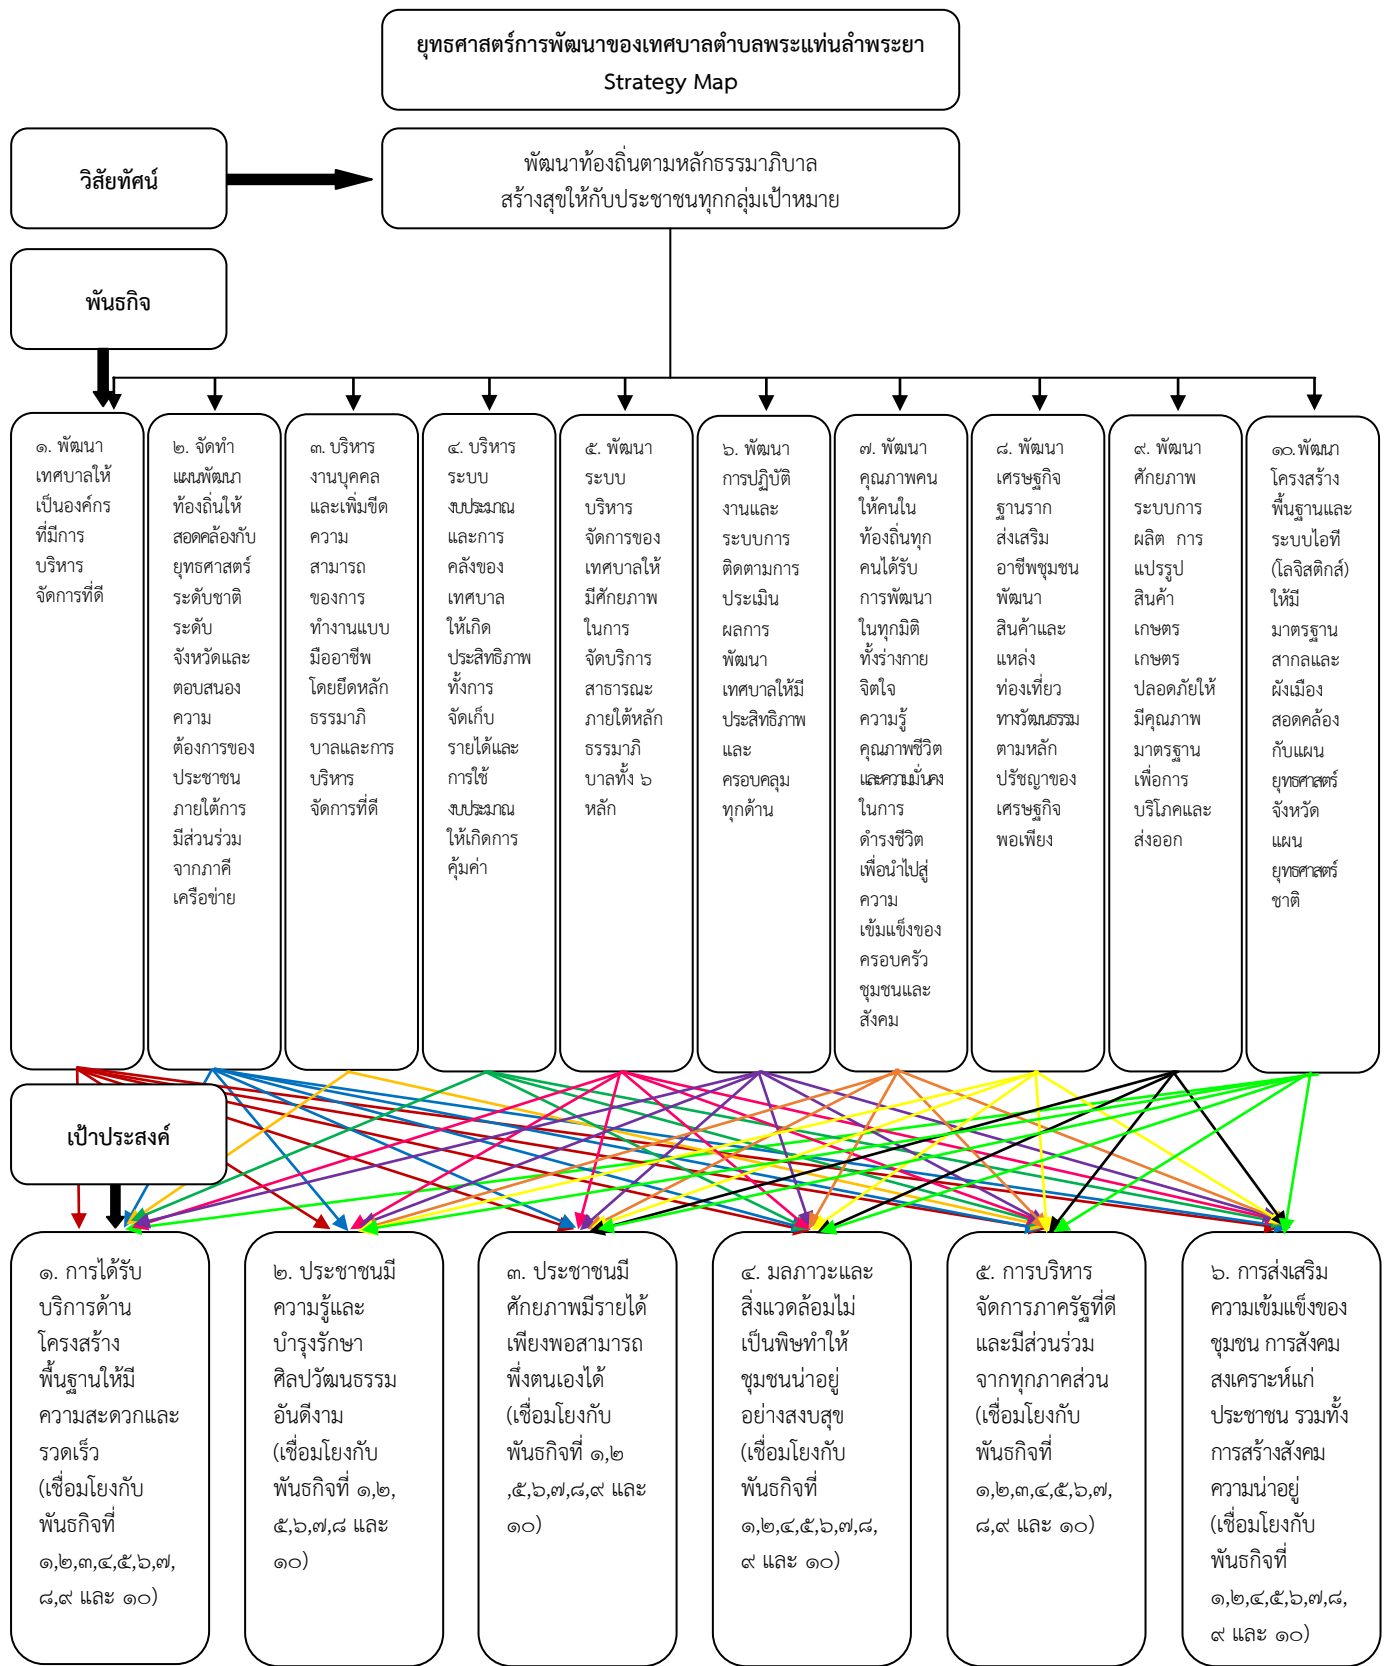 ยุทธศาสตร์การพัฒนาของเทศบาลตำบลพระแท่นลำพระยา
Strategy Map
วิสัยทัศน์
พัฒนาท้องถิ่นตามหลักธรรมาภิบาล
สร้างสุขให้กับประชาชนทุกกลุ่มเป้าหมาย
พันธกิจ
๑. พัฒนา
เทศบาลให้
เป็นองค์กร
ที่มีการ
บริหาร
จัดการที่ดี
๒. จัดทำ
แผนพัฒนา
ท้องถิ่นให้
สอดคล้องกับ
ยุทธศาสตร์
ระดับชาติ
ระดับ
จังหวัดและ
ตอบสนอง
ความ
ต้องการของ
ประชาชน
ภายใต้การ
มีส่วนร่วม
จากภาคี
เครือข่าย
๓. บริหาร
งานบุคคล
และเพิ่มขีด
ความ
สามารถ
ของการ
ทำงานแบบ
มืออาชีพ
โดยยึดหลัก
ธรรมาภิ
บาลและการ
บริหาร
จัดการที่ดี
๔. บริหาร
ระบบ
งบประมาณ
และการ
คลังของ
เทศบาล
ให้เกิด
ประสิทธิภาพ
ทั้งการ
จัดเก็บ
รายได้และ
การใช้
งบประมาณ
ให้เกิดการ
คุ้มค่า
๕. พัฒนา
ระบบ
บริหาร
จัดการของ
เทศบาลให้
มีศักยภาพ
ในการ
จัดบริการ
สาธารณะ
ภายใต้หลัก
ธรรมาภิ
บาลทั้ง ๖
หลัก
๖. พัฒนา
การปฏิบัติ
งานและ
ระบบการ
ติดตามการ
ประเมิน
ผลการ
พัฒนา
เทศบาลให้มี
ประสิทธิภาพ
และ
ครอบคลุม
ทุกด้าน
๗. พัฒนา
คุณภาพคน
ให้คนใน
ท้องถิ่นทุก
คนได้รับ
การพัฒนา
ในทุกมิติ
ทั้งร่างกาย
จิตใจ
ความรู้
คุณภาพชีวิต
และความมั่นคง
ในการ
ดำรงชีวิต
เพื่อนำไปสู่
ความ
เข้มแข็งของ
ครอบครัว
ชุมชนและ
สังคม
๘. พัฒนา
เศรษฐกิจ
ฐานราก
ส่งเสริม
อาชีพชุมชน
พัฒนา
สินค้าและ
แหล่ง
ท่องเที่ยว
ทางวัฒนธรรม
ตามหลัก
ปรัชญาของ
เศรษฐกิจ
พอเพียง
๙. พัฒนา
ศักยภาพ
ระบบการ
ผลิต การ
แปรรูป
สินค้า
เกษตร
เกษตร
ปลอดภัยให้
มีคุณภาพ
มาตรฐาน
เพื่อการ
บริโภคและ
ส่งออก
๑๐. พัฒนา
โครงสร้าง
พื้นฐานและ
ระบบไอที
(โลจิสติกส์)
ให้มี
มาตรฐาน
สากลและ
ผังเมือง
สอดคล้อง
กับแผน
ยุทธศาสตร์
จังหวัด
แผน
ยุทธศาสตร์
ชาติ
เป้าประสงค์
๑. การได้รับ
บริการด้าน
โครงสร้าง
พื้นฐานให้มี
ความสะดวกและ
รวดเร็ว
(เชื่อมโยงกับ
พันธกิจที่
๑,๒,๓,๔,๕,๖,๗,
๘,๙ และ ๑๐)
๒. ประชาชนมี
ความรู้และ
บำรุงรักษา
ศิลปวัฒนธรรม
อันดีงาม
(เชื่อมโยงกับ
พันธกิจที่ ๑,๒,
๕,๖,๗,๘ และ
๑๐)
๓. ประชาชนมี
ศักยภาพมีรายได้
เพียงพอสามารถ
พึ่งตนเองได้
(เชื่อมโยงกับ
พันธกิจที่ ๑,๒
,๕,๖,๗,๘,๙ และ
๑๐)
๔. มลภาวะและ
สิ่งแวดล้อมไม่
เป็นพิษทำให้
ชุมชนน่าอยู่
อย่างสงบสุข
(เชื่อมโยงกับ
พันธกิจที่
๑,๒,๔,๕,๖,๗,๘,
๙ และ ๑๐)
๕. การบริหาร
จัดการภาครัฐที่ดี
และมีส่วนร่วม
จากทุกภาคส่วน
(เชื่อมโยงกับ
พันธกิจที่
๑,๒,๓,๔,๕,๖,๗,
๘,๙ และ ๑๐)
๖. การส่งเสริม
ความเข้มแข็งของ
ชุมชน การสังคม
สงเคราะห์แก่
ประชาชน รวมทั้ง
การสร้างสังคม
ความน่าอยู่
(เชื่อมโยงกับ
พันธกิจที่
๑,๒,๔,๕,๖,๗,๘,
๙ และ ๑๐)